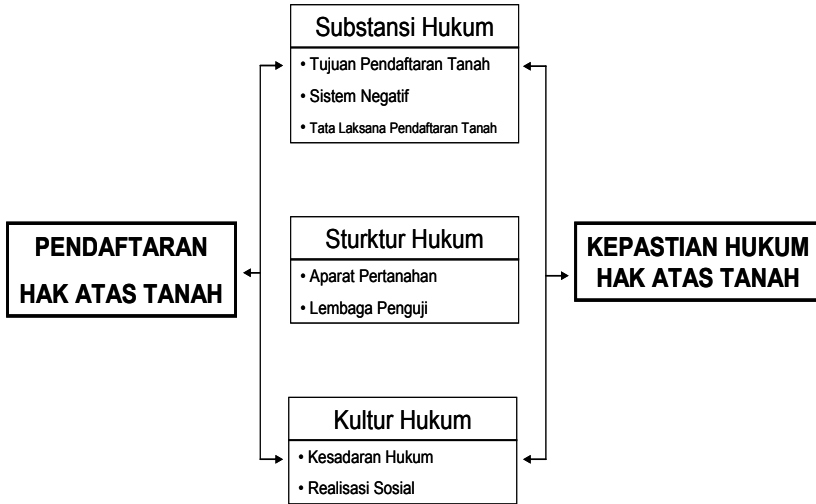 Substansi Hukum
• Tujuan Pendaftaran Tanah
• Sistem Negatif
• Tata Laksana Pendaftaran Tanah
PENDAFTARAN
HAK ATAS TANAH
Sturktur Hukum
• Aparat Pertanahan
• Lembaga Penguji
KEPASTIAN HUKUM
HAK ATAS TANAH
Kultur Hukum
• Kesadaran Hukum
• Realisasi Sosial